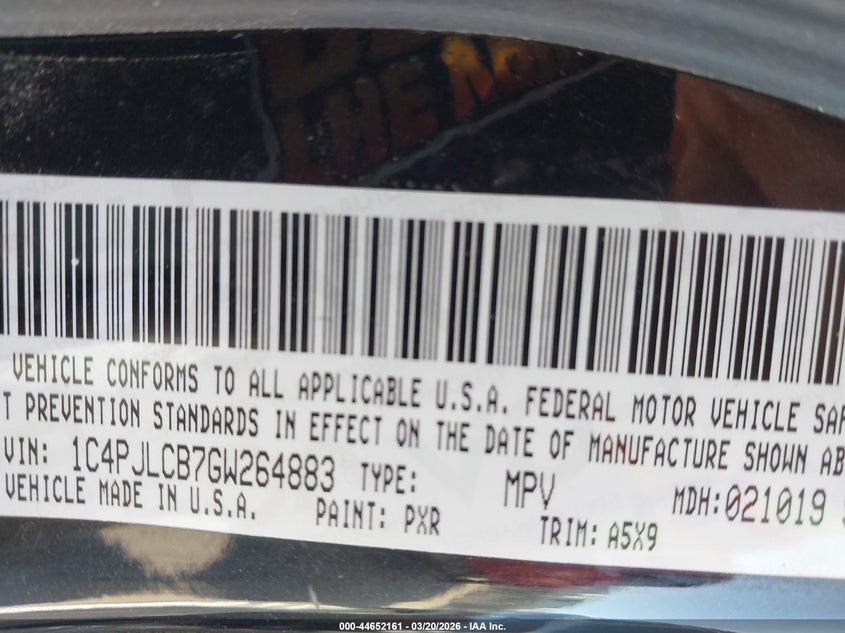 VEHICLE CONFORMS TO ALL APPLICABLE U.S.A. FEDERAL MOTOR VEHICLE SAF
T PREVENTION STANDARDS IN EFFECT ON THE DATE OF MANUFACTURE SHOWN AB
VIN: 1C4PJLCB7GW264883 TYPE: MPV MDH:021019
VEHICLE MADE IN U.S.A. PAINT: PXR TRIM: A5X9
000-44652161 - 03/20/2026 - IAA Inc.